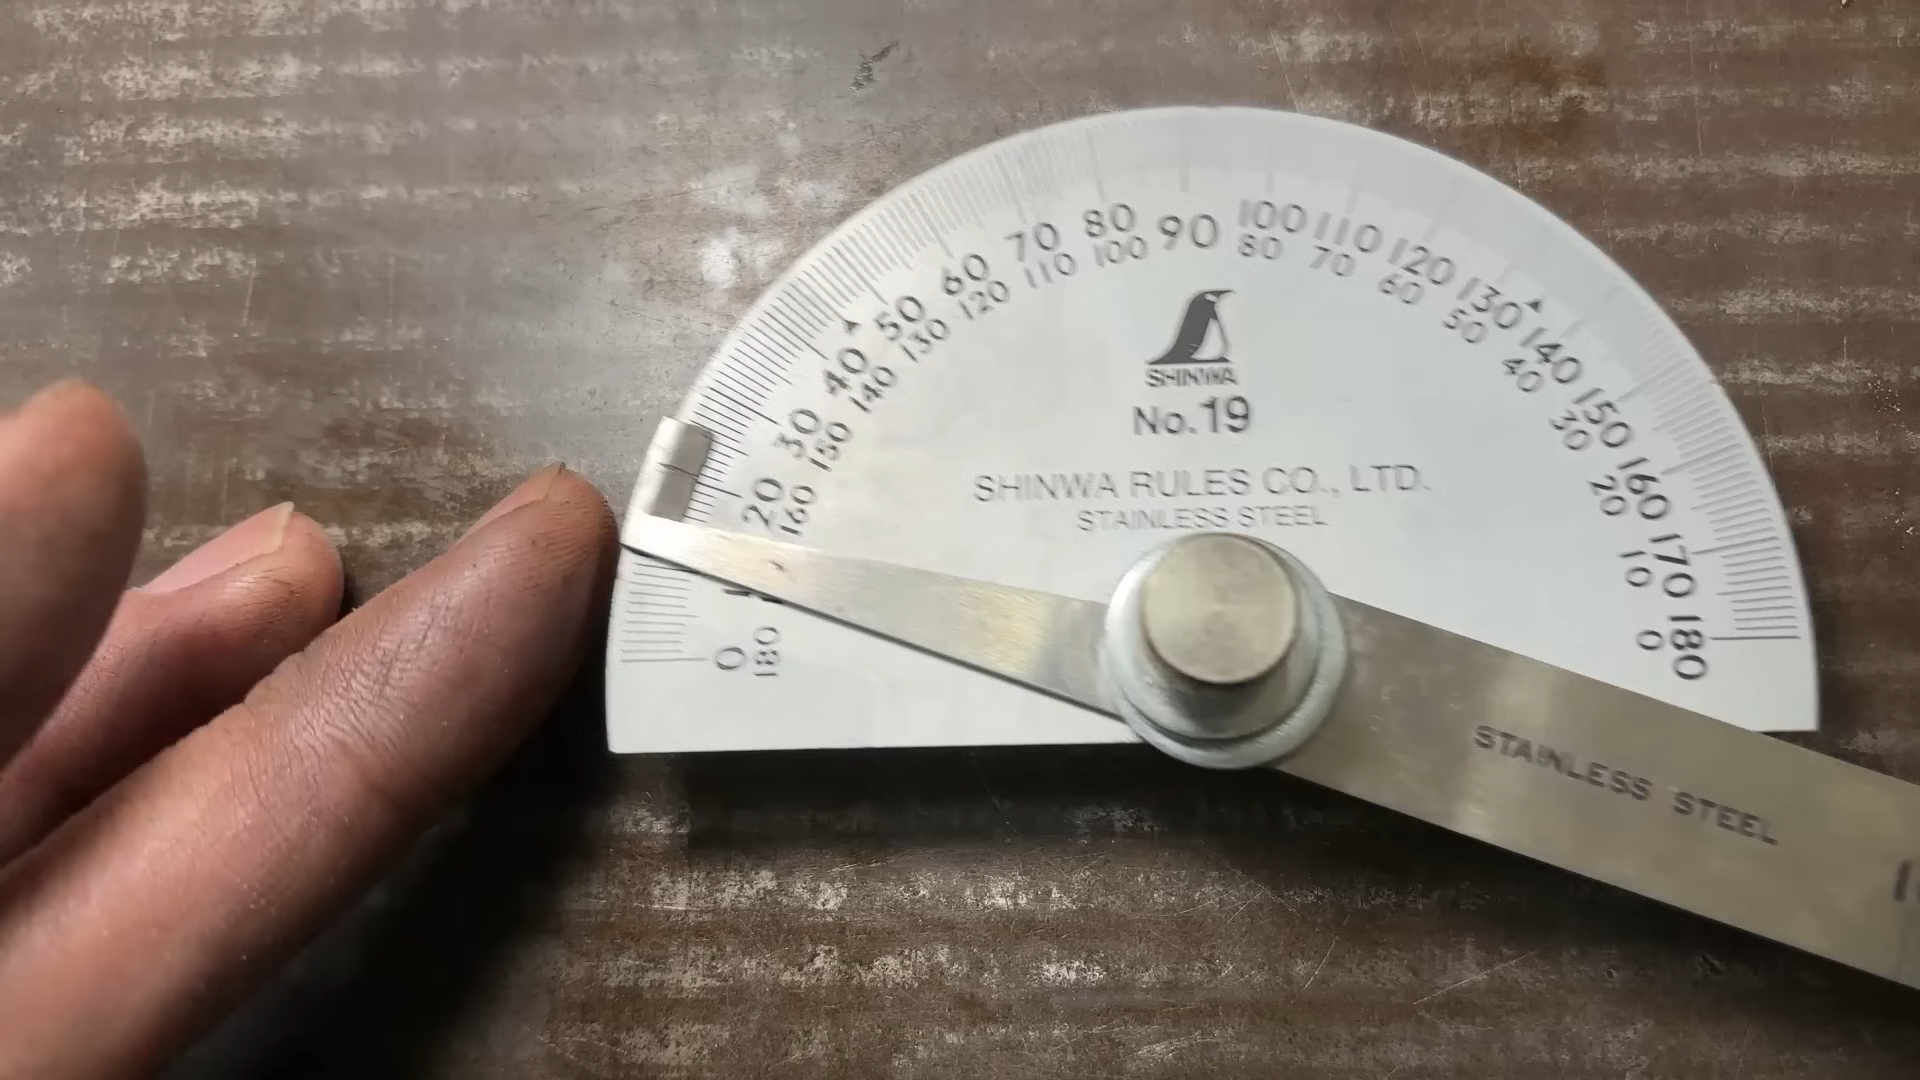 0 20 30 40 50 60 70 80 90 100 110 120 130 140 150 160 170 180
180 160 150 140 130 120 110 100 80 70 60 50 40 30 20 10 0
SHINWA
No.19
SHINWA RULES CO., LTD.
STAINLESS STEEL
STAINLESS STEEL